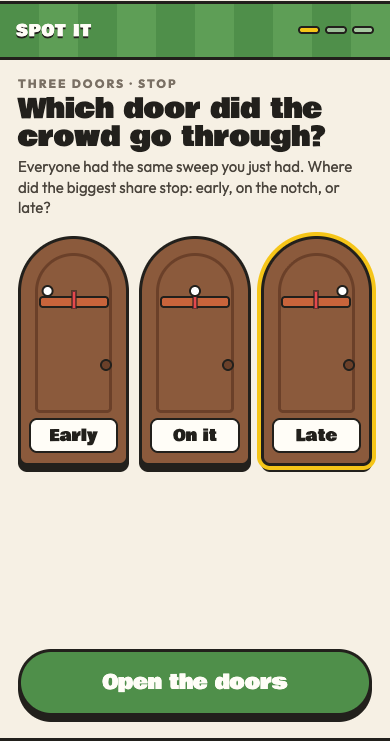 SPOT IT
THREE DOORS · STOP
Which door did the
crowd go through?
Everyone had the same sweep you just had. Where
did the biggest share stop: early, on the notch, or
late?
Early
On it
Late
Open the doors